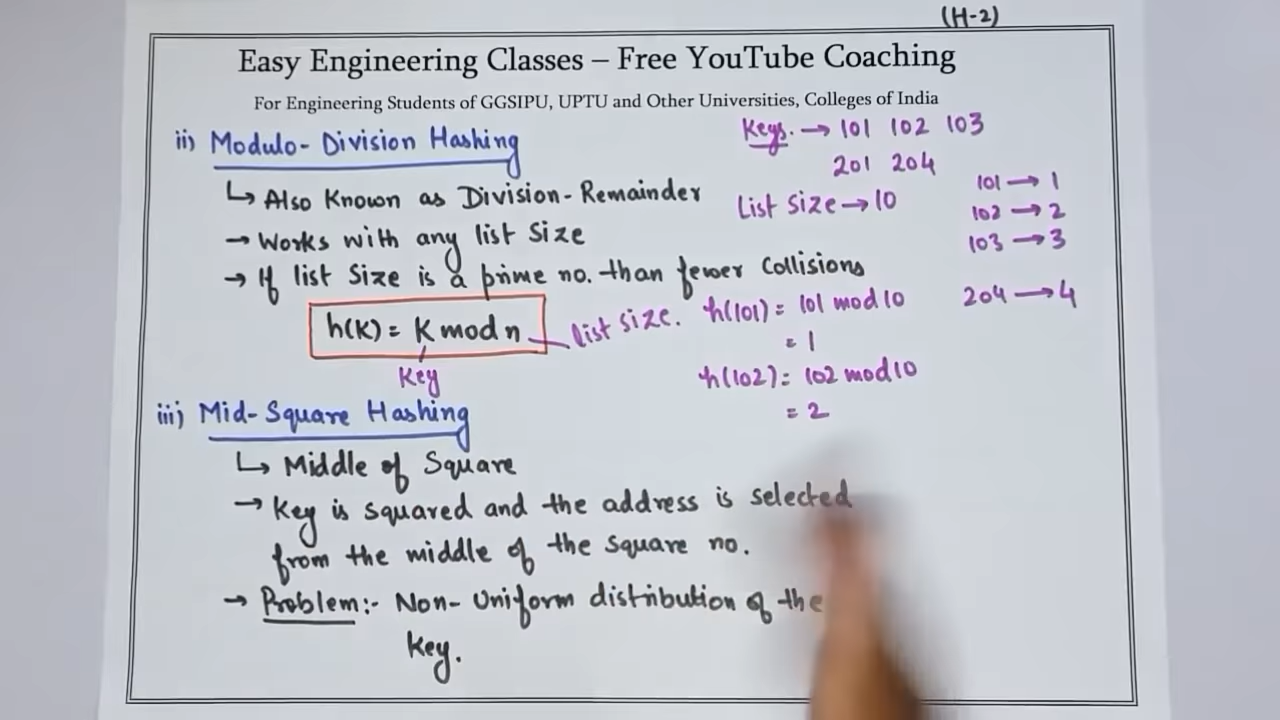 (H-2)
Easy Engineering Classes – Free YouTube Coaching
For Engineering Students of GGSIPU, UPTU and Other Universities, Colleges of India
ii) Modulo-Division Hashing
↳ Also Known as Division-Remainder
→ Works with any list Size
→ If list Size is a prime no. than fewer Collisions
h(K) = K mod n
list size.
Key
Keys. → 101 102 103
201 204
List Size → 10
101 → 1
102 → 2
103 → 3
204 → 4
h(101) = 101 mod 10
= 1
h(102) = 102 mod 10
= 2
iii) Mid-Square Hashing
↳ Middle of Square
→ Key is squared and the address is selected
from the middle of the square no.
→ Problem:- Non-Uniform distribution of the
Key.